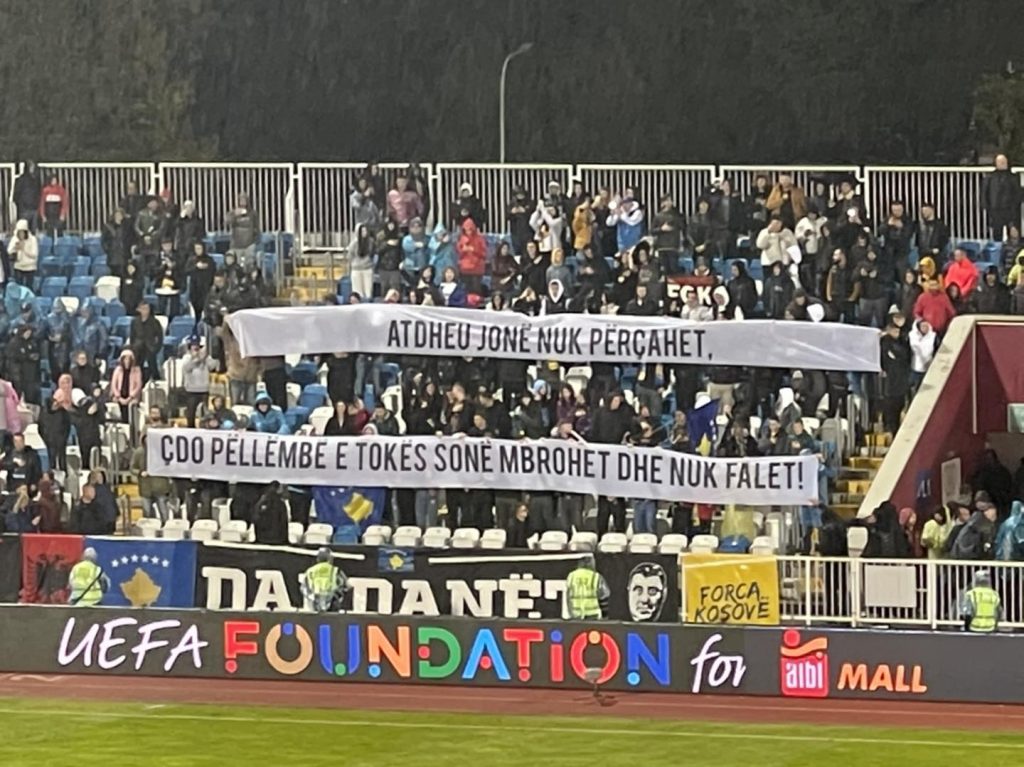 ATDHEU JONË NUK PËRÇAHET,
ÇDO PËLLËMBË E TOKËS SONË MBROHET DHE NUK FALET!
DARDANËT
FORCA
KOSOVË
UEFA FOUNDATION for albi MALL